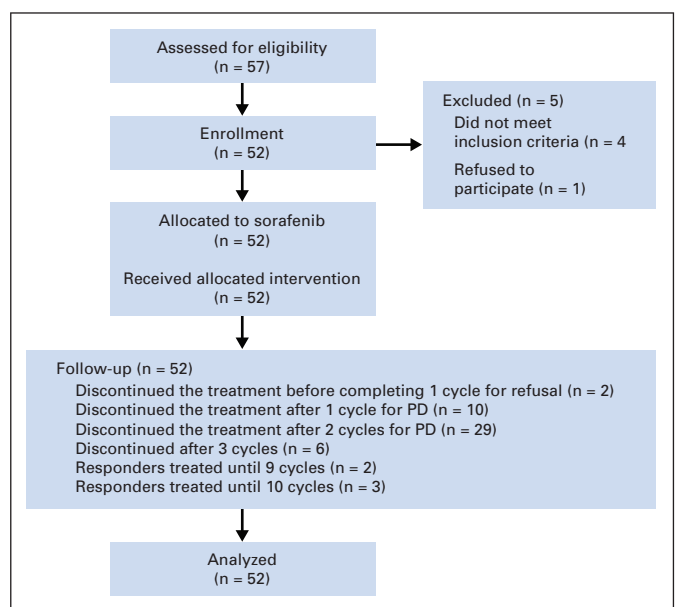 Assessed for eligibility
(n = 57)
Enrollment
(n = 52)
Excluded (n = 5)
Did not meet
inclusion criteria (n = 4
Refused to
participate (n = 1)
Allocated to sorafenib
(n = 52)
Received allocated intervention
(n = 52)
Follow-up (n = 52)
Discontinued the treatment before completing 1 cycle for refusal (n = 2)
Discontinued the treatment after 1 cycle for PD (n = 10)
Discontinued the treatment after 2 cycles for PD (n = 29)
Discontinued after 3 cycles (n = 6)
Responders treated until 9 cycles (n = 2)
Responders treated until 10 cycles (n = 3)
Analyzed
(n = 52)